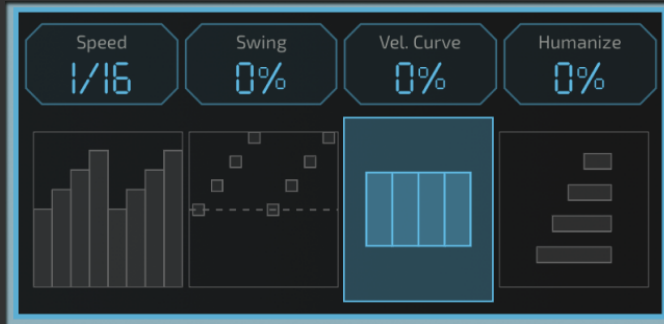 Speed
1/16
Swing
0%
Vel. Curve
0%
Humanize
0%